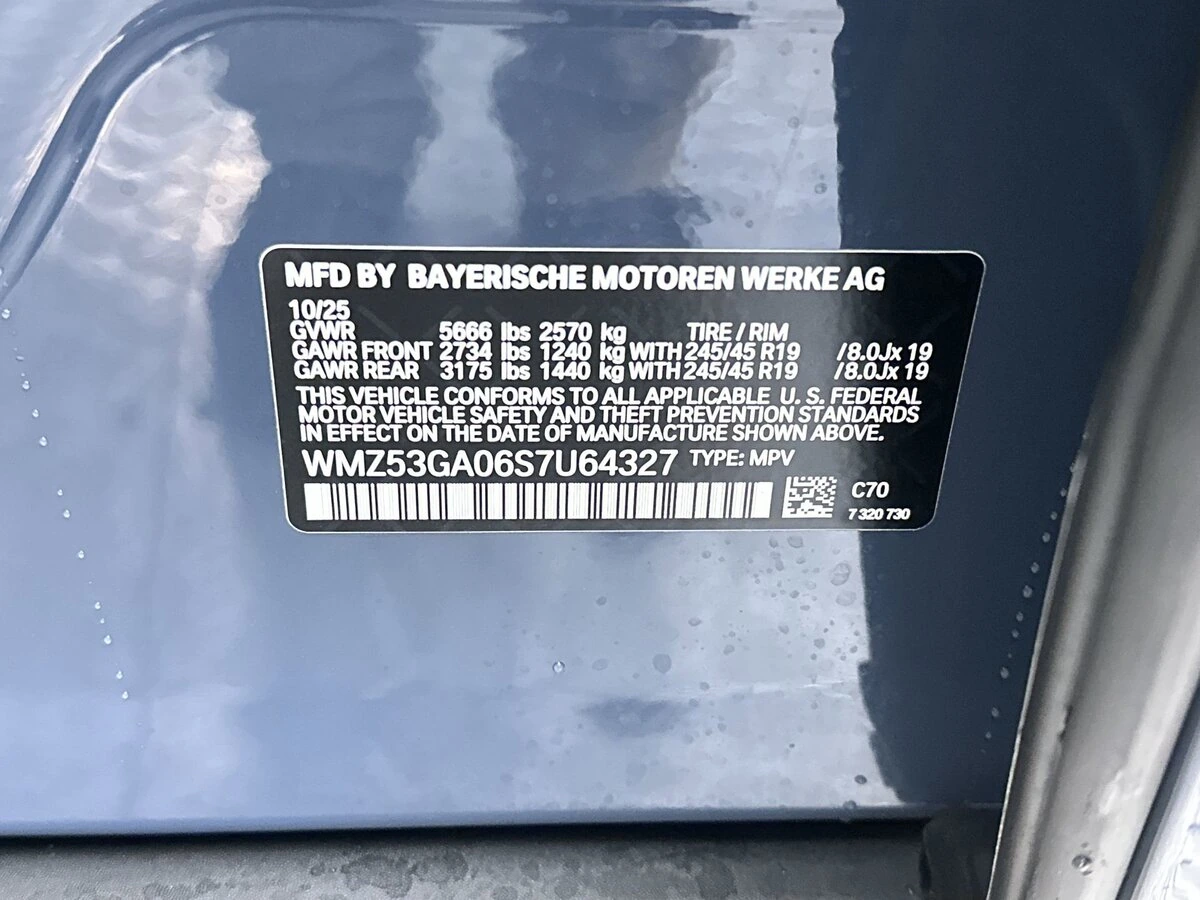 MFD BY BAYERISCHE MOTOREN WERKE AG
10/25
GVWR 5666 lbs 2570 kg TIRE / RIM
GAWR FRONT 2734 lbs 1240 kg WITH 245/45 R19 /8.0Jx 19
GAWR REAR 3175 lbs 1440 kg WITH 245/45 R19 /8.0Jx 19
THIS VEHICLE CONFORMS TO ALL APPLICABLE U. S. FEDERAL
MOTOR VEHICLE SAFETY AND THEFT PREVENTION STANDARDS
IN EFFECT ON THE DATE OF MANUFACTURE SHOWN ABOVE.
WMZ53GA06S7U64327 TYPE: MPV
C70
7 320 730